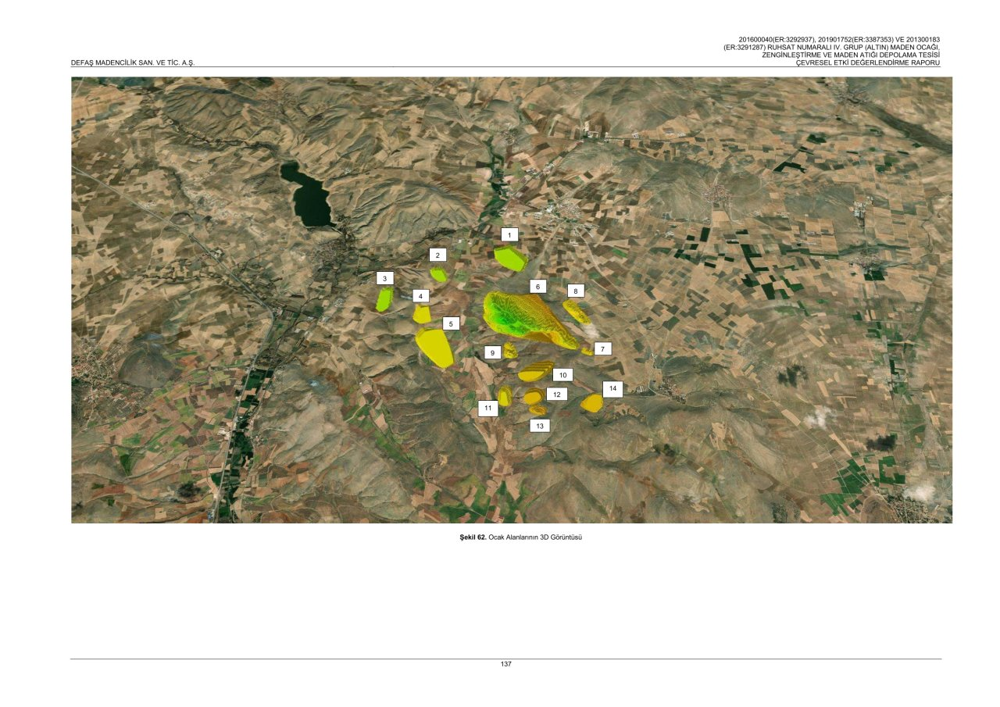 201600040(ER:3292937), 201901752(ER:3387353) VE 201300183
(ER:3291287) RUHSAT NUMARALI IV. GRUP (ALTIN) MADEN OCAĞI,
ZENGİNLEŞTİRME VE MADEN ATIĞI DEPOLAMA TESİSİ
DEFAŞ MADENCİLİK SAN. VE TİC. A.Ş.
ÇEVRESEL ETKİ DEĞERLENDİRME RAPORU
1
2
3
6
8
4
5
7
9
10
14
12
11
13
Şekil 62. Ocak Alanlarının 3D Görüntüsü
137